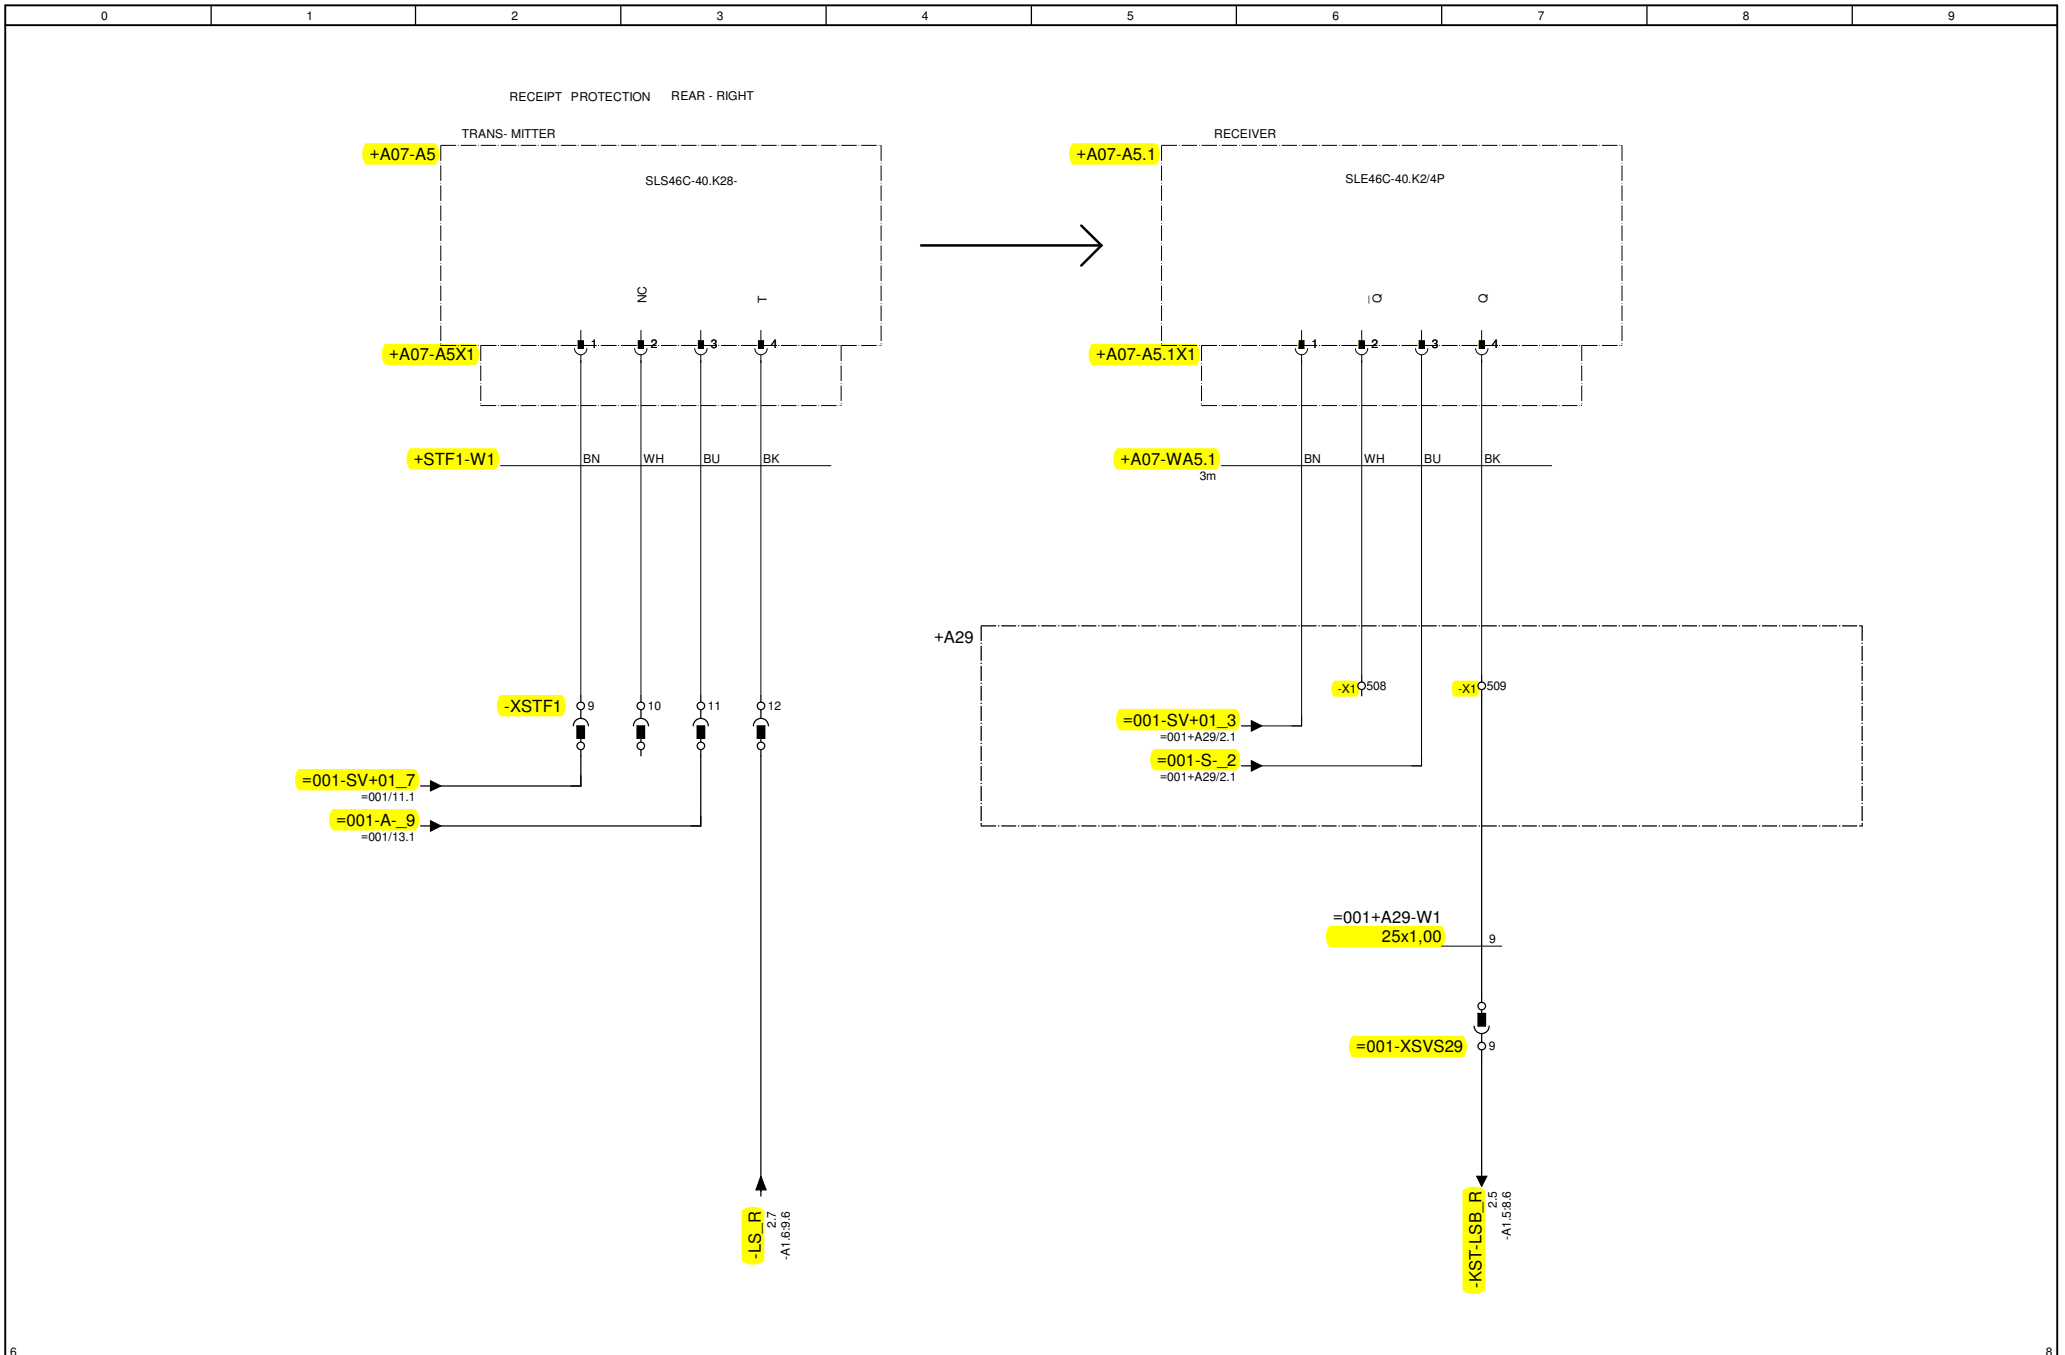 0 1 2 3 4 5 6 7 8 9
RECEIPT PROTECTION REAR - RIGHT
TRANS- MITTER
RECEIVER
+A07-A5
+A07-A5.1
SLS46C-40.K28-
SLE46C-40.K2/4P
NC
T
Q
Q
+A07-A5X1
1 2 3 4
+A07-A5.1X1
1 2 3 4
+STF1-W1
BN WH BU BK
+A07-WA5.1
3m
BN WH BU BK
+A29
-XSTF1
9 10 11 12
-X1 508
-X1 509
=001-SV+01_3
=001+A29/2.1
=001-S-_2
=001+A29/2.1
=001-SV+01_7
=001/11.1
=001-A-_9
=001/13.1
=001+A29-W1
25x1,00
9
=001-XSVS29
9
-LS_R
2.7
-A1.6:9.6
-KST-LSB_R
2.5
-A1.5:8.6
6
8